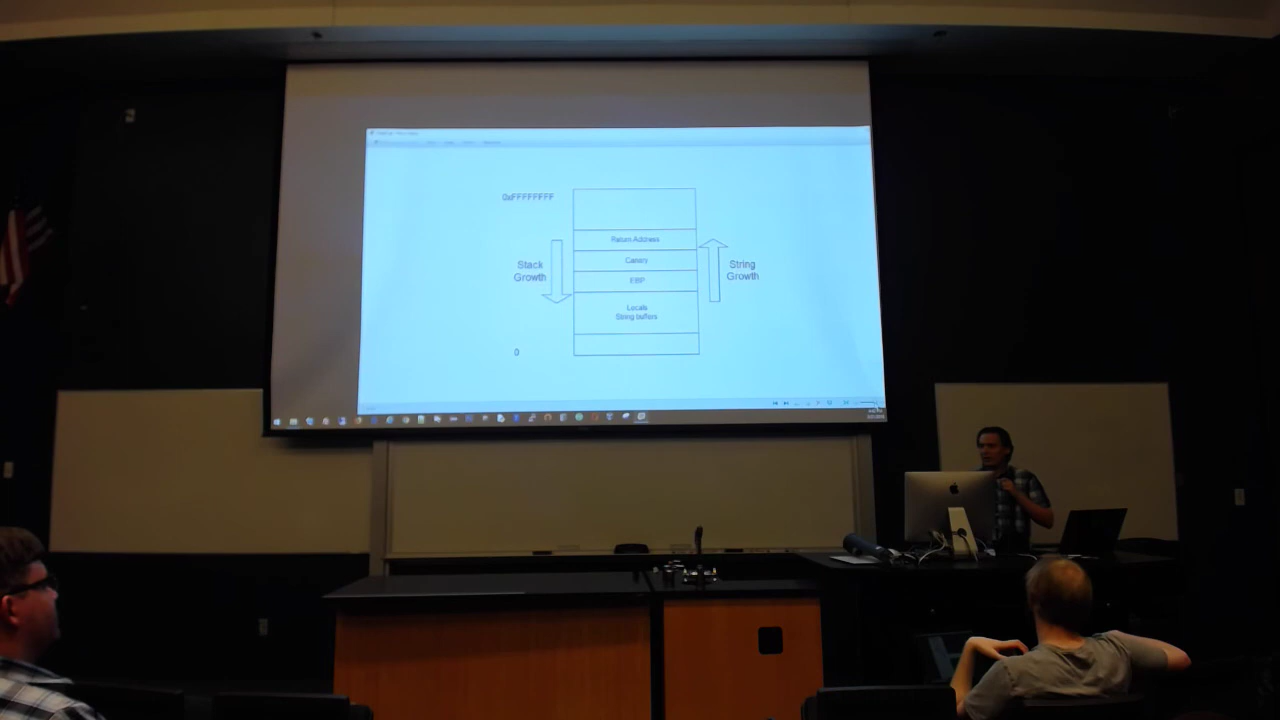 0xFFFFFFFF
Return Address
Canary
Stack
Growth
String
Growth
EBP
Locals
String buffers
0